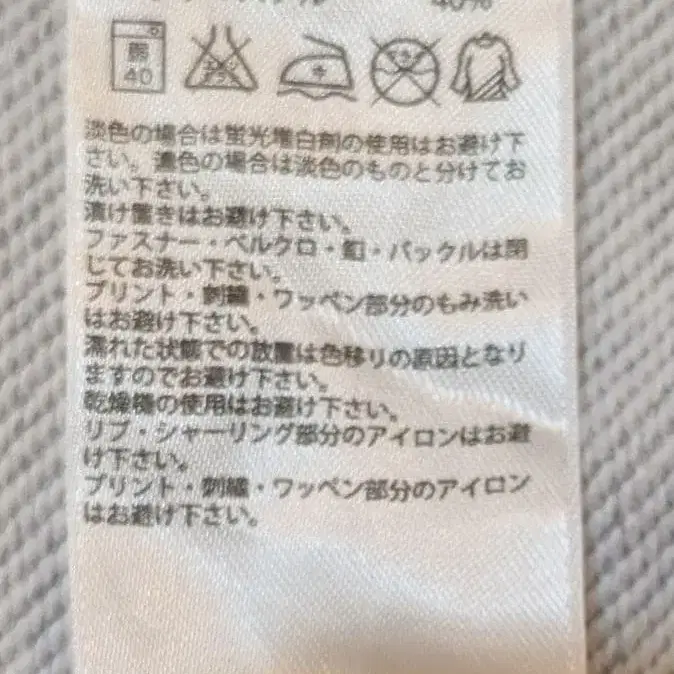 40%
弱
40
中
淡色の場合は蛍光増白剤の使用はお避け下
さい。濃色の場合は淡色のものと分けてお
洗い下さい。
漬け置きはお避け下さい。
ファスナー・ベルクロ・釦・バックルは閉
じてお洗い下さい。
プリント・刺繍・ワッペン部分のもみ洗い
はお避け下さい。
濡れた状態での放置は色移りの原因となり
ますのでお避け下さい。
乾燥機の使用はお避け下さい。
リブ・シャーリング部分のアイロンはお避
け下さい。
プリント・刺繍・ワッペン部分のアイロン
はお避け下さい。